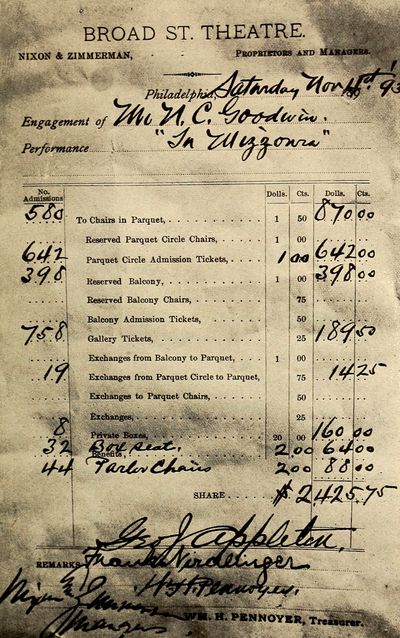 BROAD ST. THEATRE.
NIXON & ZIMMERMAN, PROPRIETORS AND MANAGERS.
Philadelphia, Saturday Nov 93
Engagement of Mr N. C. Goodwin.
Performance "In Mizzoura"
No. Admissions Dolls. Cts. Dolls. Cts.
580 To Chairs in Parquet, 1 50 870 00
Reserved Parquet Circle Chairs, 1 00
642 Parquet Circle Admission Tickets, 1 00 642 00
398 Reserved Balcony, 1 00 398 00
Reserved Balcony Chairs, 75
Balcony Admission Tickets, 50
758 Gallery Tickets, 25 189 50
Exchanges from Balcony to Parquet, 1 00
19 Exchanges from Parquet Circle to Parquet, 75 14 25
Exchanges to Parquet Chairs, 50
Exchanges, 25
8 Private Boxes, 20 00 160 00
32 Box seat. Benefits, 2 00 64 00
44 Parlor Chairs 2 00 88 00
SHARE $2425.75
Geo J. Appleton.
REMARKS Frank Nirdlinger
H H. Pennoyer.
Nixon &
Managers
WM. H. PENNOYER, Treasurer.